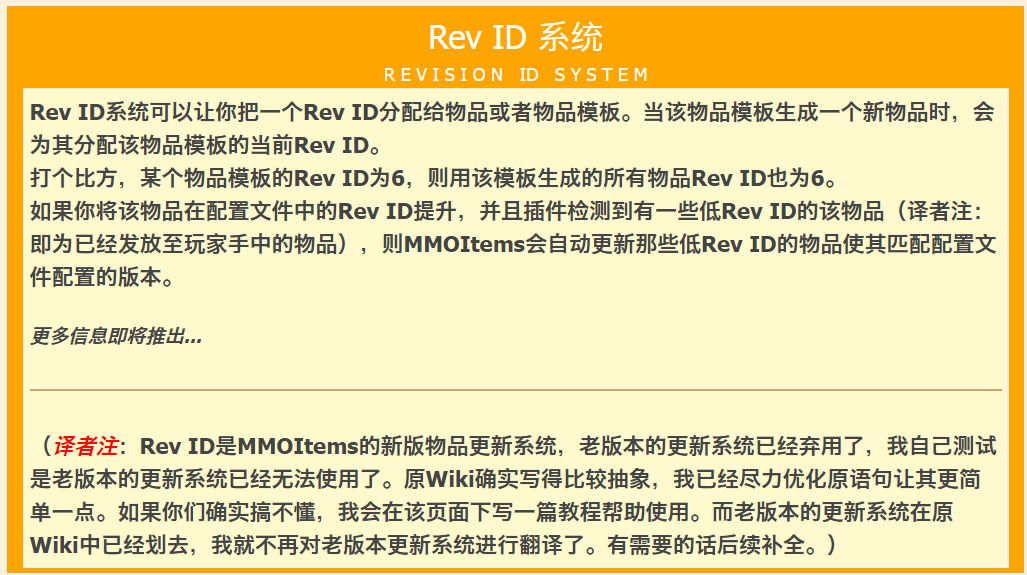 Rev ID 系统
REVISION ID SYSTEM
Rev ID系统可以让你把一个Rev ID分配给物品或者物品模板。当该物品模板生成一个新物品时，会
为其分配该物品模板的当前Rev ID。
打个比方，某个物品模板的Rev ID为6，则用该模板生成的所有物品Rev ID也为6。
如果你将该物品在配置文件中的Rev ID提升，并且插件检测到有一些低Rev ID的该物品（译者注：
即为已经发放至玩家手中的物品），则MMOItems会自动更新那些低Rev ID的物品使其匹配配置文
件配置的版本。
更多信息即将推出...
（译者注：Rev ID是MMOItems的新版物品更新系统，老版本的更新系统已经弃用了，我自己测试
是老版本的更新系统已经无法使用了。原Wiki确实写得比较抽象，我已经尽力优化原语句让其更简
单一点。如果你们确实搞不懂，我会在该页面下写一篇教程帮助使用。而老版本的更新系统在原
Wiki中已经划去，我就不再对老版本更新系统进行翻译了。有需要的话后续补全。）